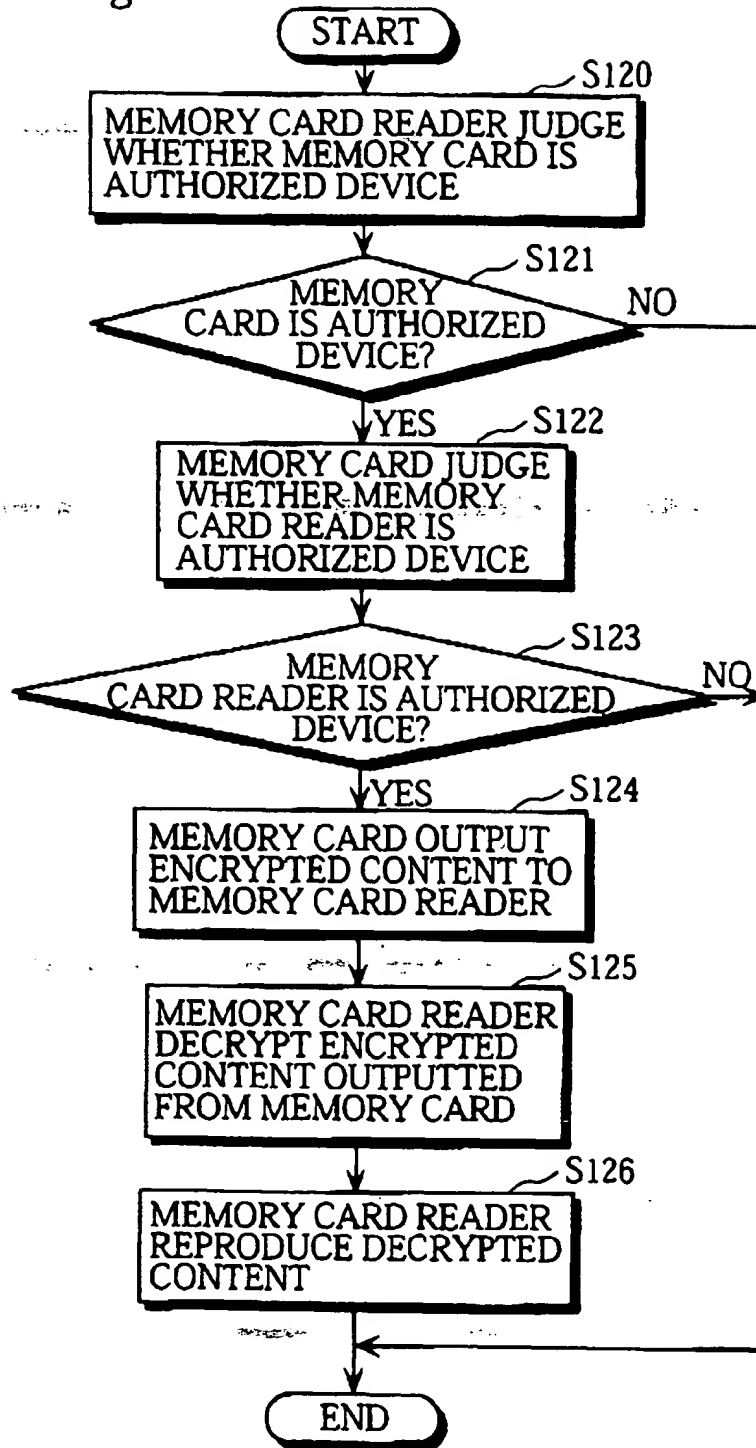 g
START
S120
MEMORY CARD READER JUDGE
WHETHER MEMORY CARD IS
AUTHORIZED DEVICE
S121
MEMORY
CARD IS AUTHORIZED
DEVICE?
NO
YES
S122
MEMORY CARD JUDGE
WHETHER MEMORY
CARD READER IS
AUTHORIZED DEVICE
S123
MEMORY
CARD READER IS AUTHORIZED
DEVICE?
NO
YES
S124
MEMORY CARD OUTPUT
ENCRYPTED CONTENT TO
MEMORY CARD READER
S125
MEMORY CARD READER
DECRYPT ENCRYPTED
CONTENT OUTPUTTED
FROM MEMORY CARD
S126
MEMORY CARD READER
REPRODUCE DECRYPTED
CONTENT
END